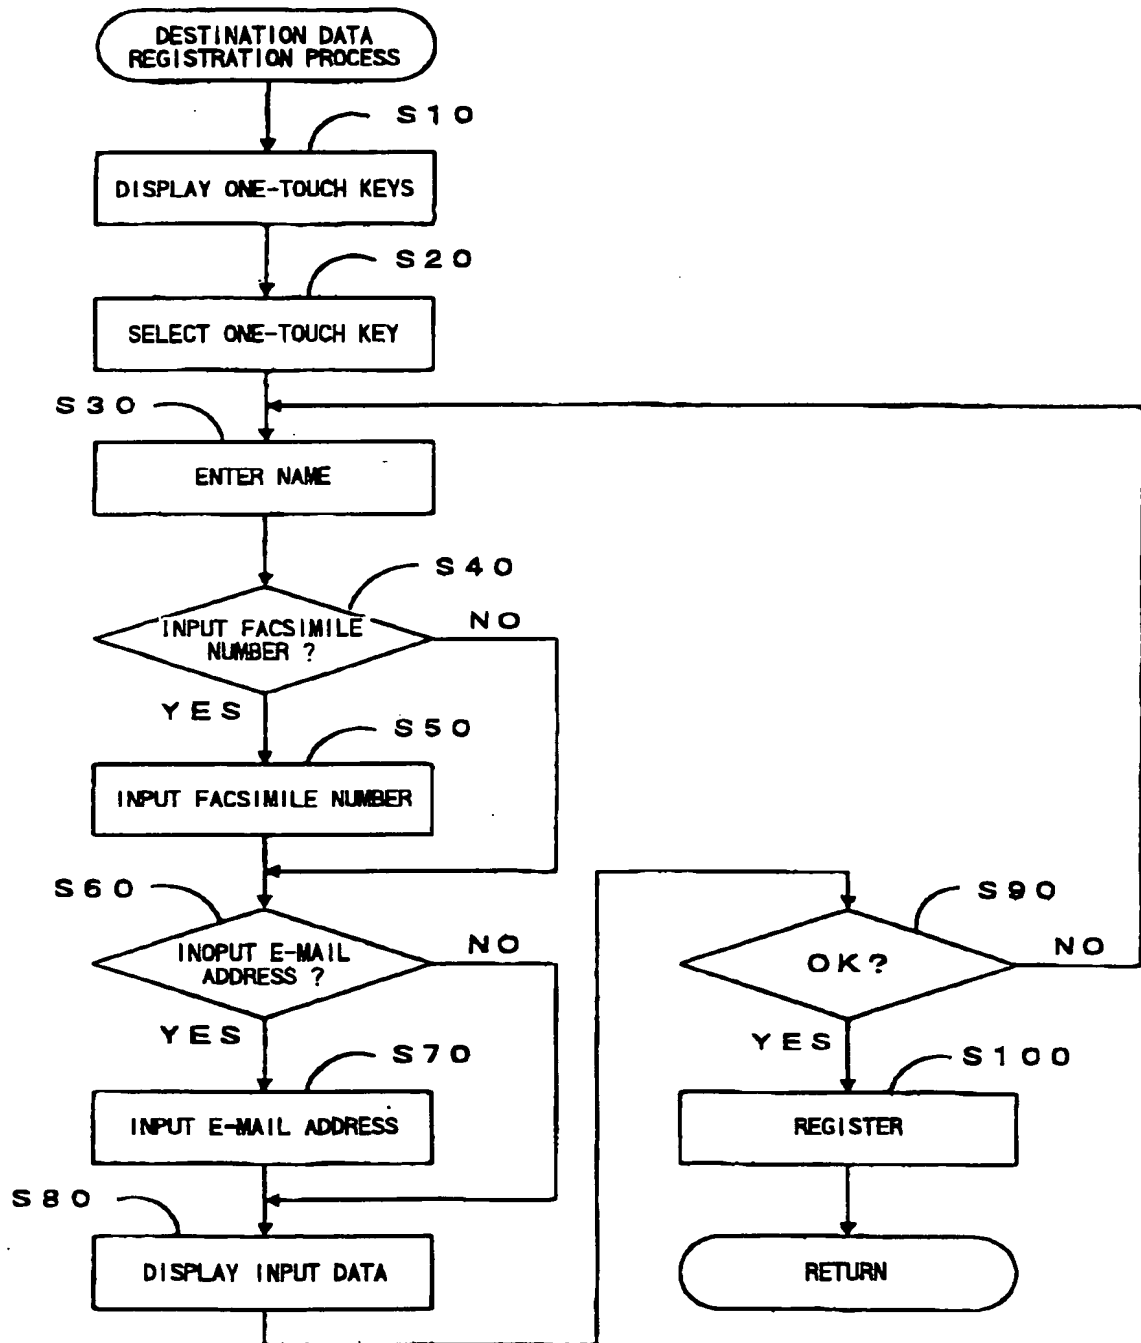 DESTINATION DATA
REGISTRATION PROCESS
S10
DISPLAY ONE-TOUCH KEYS
S20
SELECT ONE-TOUCH KEY
S30
ENTER NAME
S40
INPUT FACSIMILE
NUMBER ?
NO
YES
S50
INPUT FACSIMILE NUMBER
S60
INOPUT E-MAIL
ADDRESS ?
NO
YES
S70
INPUT E-MAIL ADDRESS
S80
DISPLAY INPUT DATA
S90
OK?
NO
YES
S100
REGISTER
RETURN